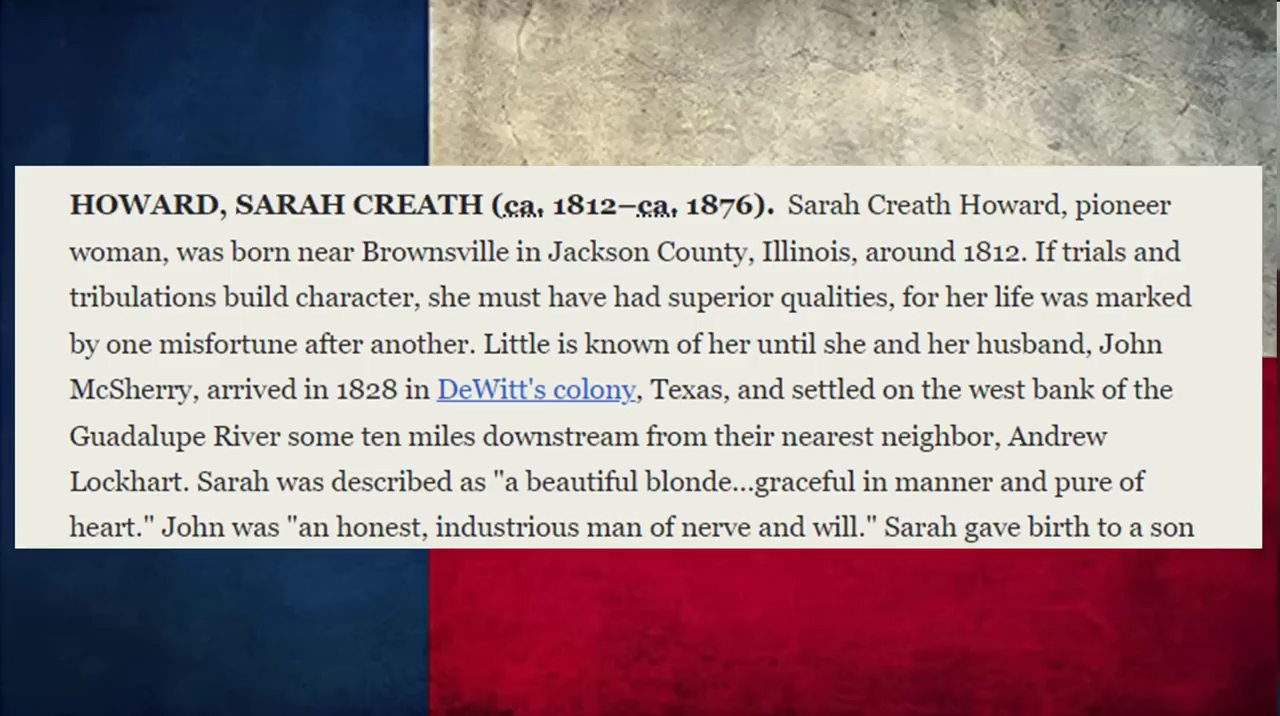 HOWARD, SARAH CREATH (ca. 1812–ca. 1876). Sarah Creath Howard, pioneer
woman, was born near Brownsville in Jackson County, Illinois, around 1812. If trials and
tribulations build character, she must have had superior qualities, for her life was marked
by one misfortune after another. Little is known of her until she and her husband, John
McSherry, arrived in 1828 in DeWitt's colony, Texas, and settled on the west bank of the
Guadalupe River some ten miles downstream from their nearest neighbor, Andrew
Lockhart. Sarah was described as "a beautiful blonde...graceful in manner and pure of
heart." John was "an honest, industrious man of nerve and will." Sarah gave birth to a son